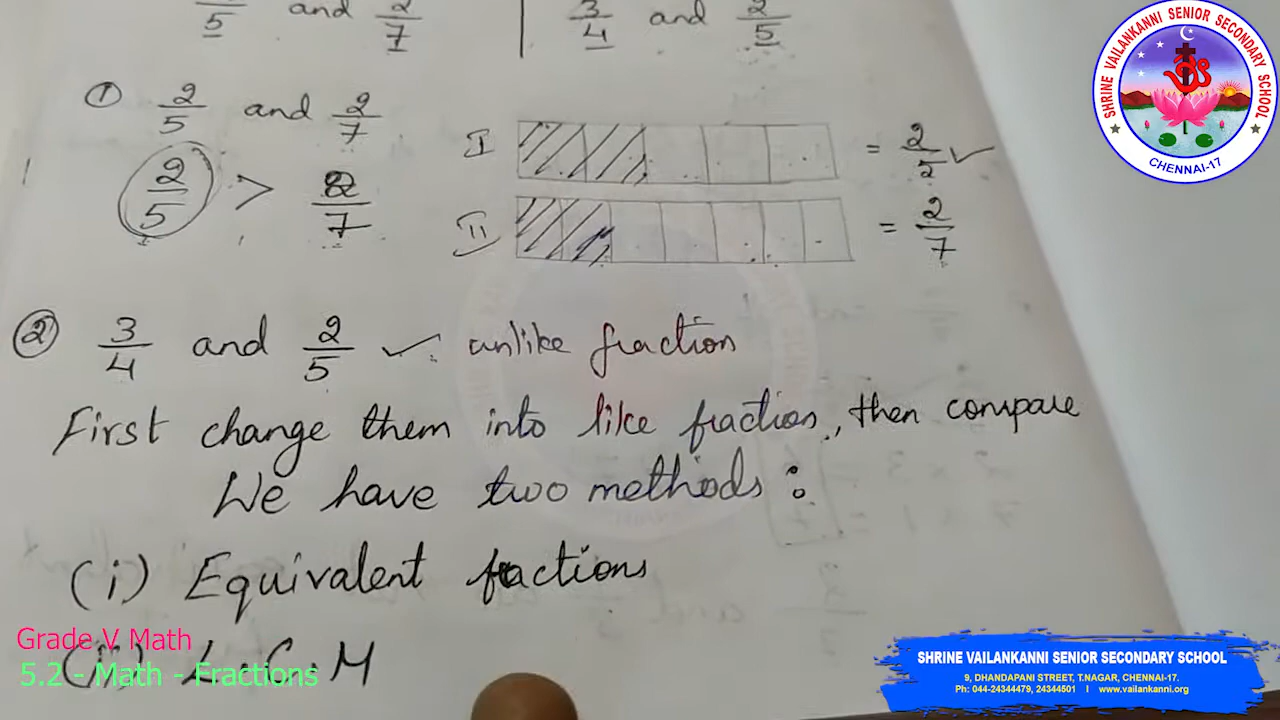 2/5 and 2/7 | 3/4 and 2/5
① 2/5 and 2/7
2/5 > 2/7
I = 2/5 ✓
II = 2/7
② 3/4 and 2/5 ✓ unlike fraction
First change them into like fraction, then compare
We have two methods :
(i) Equivalent fractions
(ii) L.C.M
Grade V Math
5.2 - Math - Fractions
SHRINE VAILANKANNI SENIOR SECONDARY SCHOOL
CHENNAI-17
SHRINE VAILANKANNI SENIOR SECONDARY SCHOOL
9, DHANDAPANI STREET, T.NAGAR, CHENNAI-17.
Ph: 044-24344479, 24344501 I www.vailankanni.org